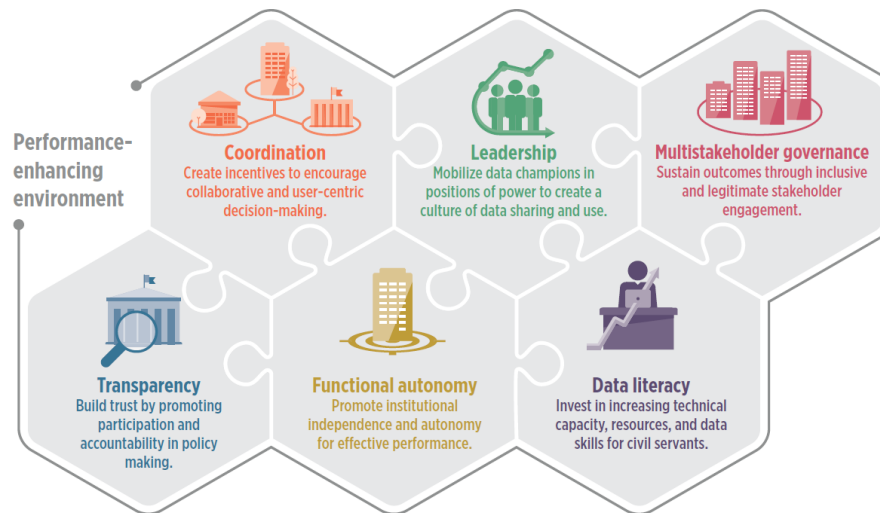 Performance-
enhancing
environment
Coordination
Create incentives to encourage
collaborative and user-centric
decision-making.
Leadership
Mobilize data champions in
positions of power to create a
culture of data sharing and use.
Multistakeholder governance
Sustain outcomes through inclusive
and legitimate stakeholder
engagement.
Transparency
Build trust by promoting
participation and
accountability in policy
making.
Functional autonomy
Promote institutional
independence and autonomy
for effective performance.
Data literacy
Invest in increasing technical
capacity, resources, and data
skills for civil servants.